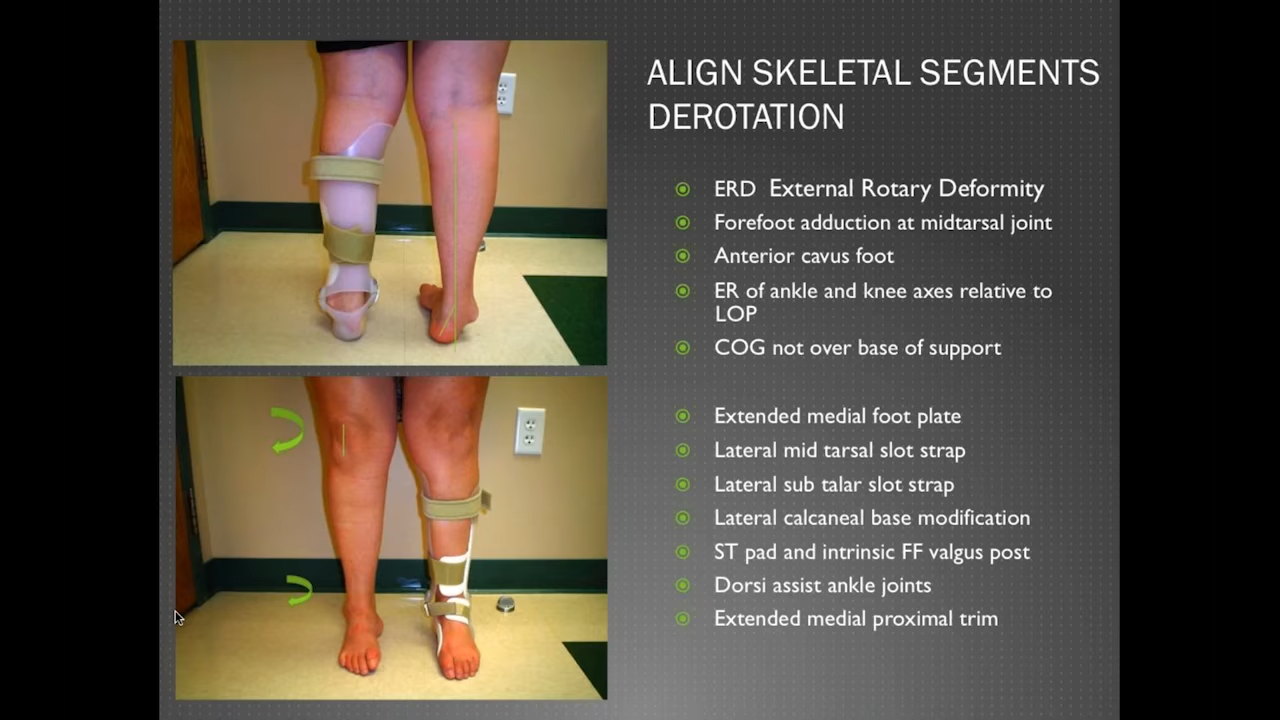 ALIGN SKELETAL SEGMENTS
DEROTATION
ERD External Rotary Deformity
Forefoot adduction at midtarsal joint
Anterior cavus foot
ER of ankle and knee axes relative to
LOP
COG not over base of support
Extended medial foot plate
Lateral mid tarsal slot strap
Lateral sub talar slot strap
Lateral calcaneal base modification
ST pad and intrinsic FF valgus post
Dorsi assist ankle joints
Extended medial proximal trim